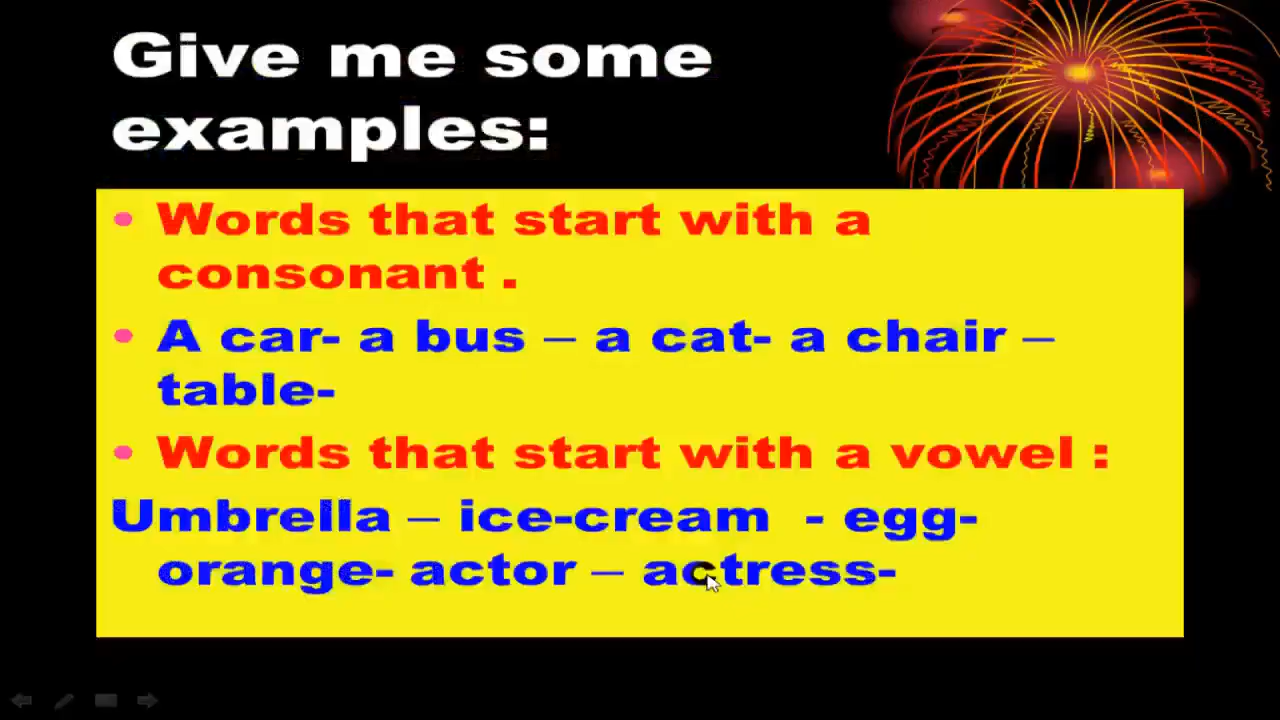 Give me some
examples:
• Words that start with a
consonant .
• A car- a bus – a cat- a chair –
table-
• Words that start with a vowel :
Umbrella – ice-cream - egg-
orange- actor – actress-